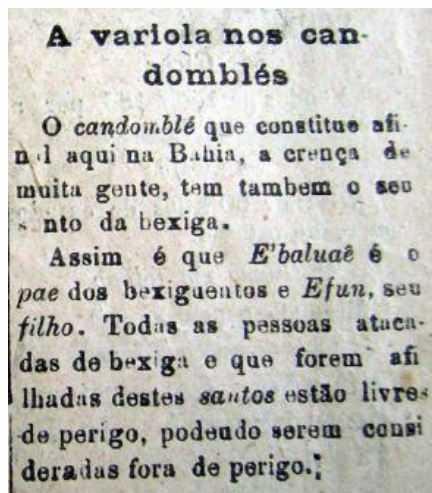 A variola nos can-
domblés
O candomblé que constitue afi-
nal aqui na Bahia, a crença de
muita gente, tem tambem o seu
santo da bexiga.
Assim é que E'baluaê é o
pae dos bexiguentos e Efun, seu
filho. Todas as pessoas ataca-
das de bexiga e que forem afi
lhadas destes santos estão livres
de perigo, podendo serem consi
deradas fora de perigo.